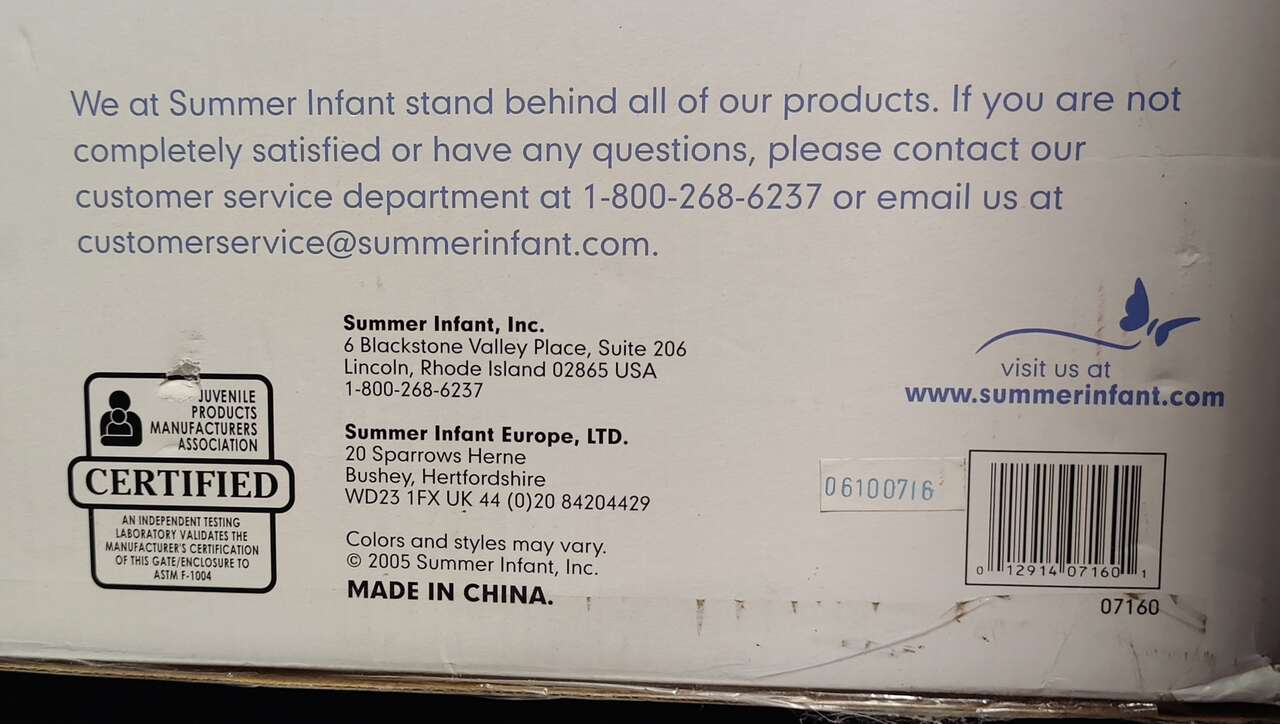 We at Summer Infant stand behind all of our products. If you are not
completely satisfied or have any questions, please contact our
customer service department at 1-800-268-6237 or email us at
customerservice@summerinfant.com.
JUVENILE
PRODUCTS
MANUFACTURERS
ASSOCIATION
CERTIFIED
AN INDEPENDENT TESTING
LABORATORY VALIDATES THE
MANUFACTURER'S CERTIFICATION
OF THIS GATE/ENCLOSURE TO
ASTM F-1004
Summer Infant, Inc.
6 Blackstone Valley Place, Suite 206
Lincoln, Rhode Island 02865 USA
1-800-268-6237
Summer Infant Europe, LTD.
20 Sparrows Herne
Bushey, Hertfordshire
WD23 1FX UK 44 (0)20 84204429
Colors and styles may vary.
© 2005 Summer Infant, Inc.
MADE IN CHINA.
visit us at
www.summerinfant.com
06100716
0 12914 07160 1
07160